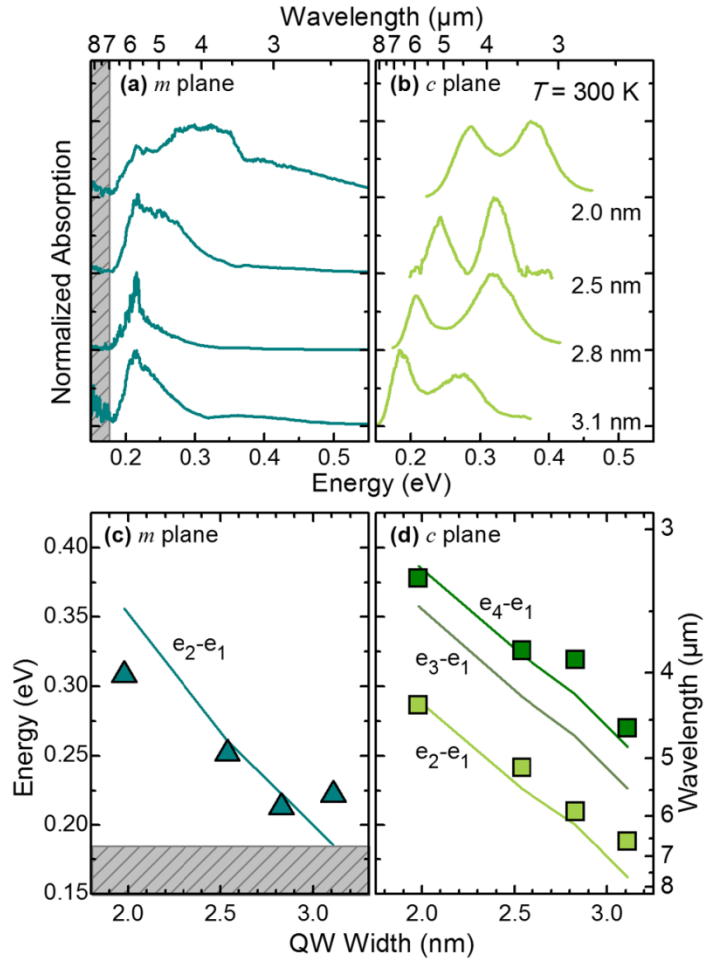 Wavelength (µm)
8 7 6 5 4 3 8 7 6 5 4 3
(a) m plane
(b) c plane
T = 300 K
Normalized Absorption
2.0 nm
2.5 nm
2.8 nm
3.1 nm
0.2 0.3 0.4 0.5 0.2 0.3 0.4 0.5
Energy (eV)
(c) m plane
(d) c plane
0.40
0.35
0.30
0.25
0.20
0.15
Energy (eV)
e2–e1
e4–e1
e3–e1
e2–e1
3
4
5
6
7
8
Wavelength (µm)
2.0 2.5 3.0 2.0 2.5 3.0
QW Width (nm)